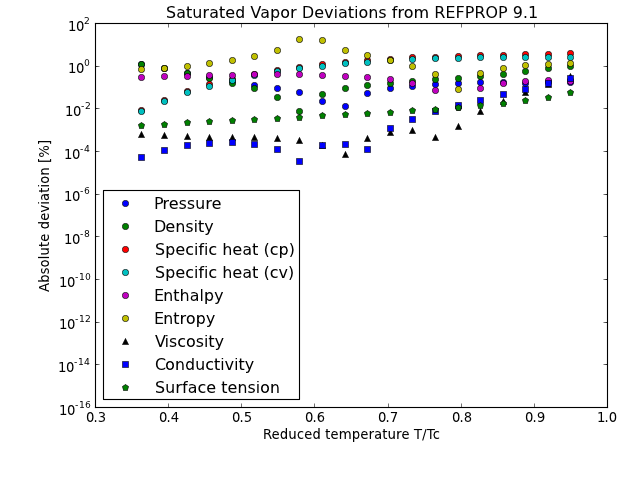 Saturated Vapor Deviations from REFPROP 9.1
10^2
10^0
10^-2
10^-4
10^-6
10^-8
10^-10
10^-12
10^-14
10^-16
Absolute deviation [%]
Pressure
Density
Specific heat (cp)
Specific heat (cv)
Enthalpy
Entropy
Viscosity
Conductivity
Surface tension
0.3 0.4 0.5 0.6 0.7 0.8 0.9 1.0
Reduced temperature T/Tc